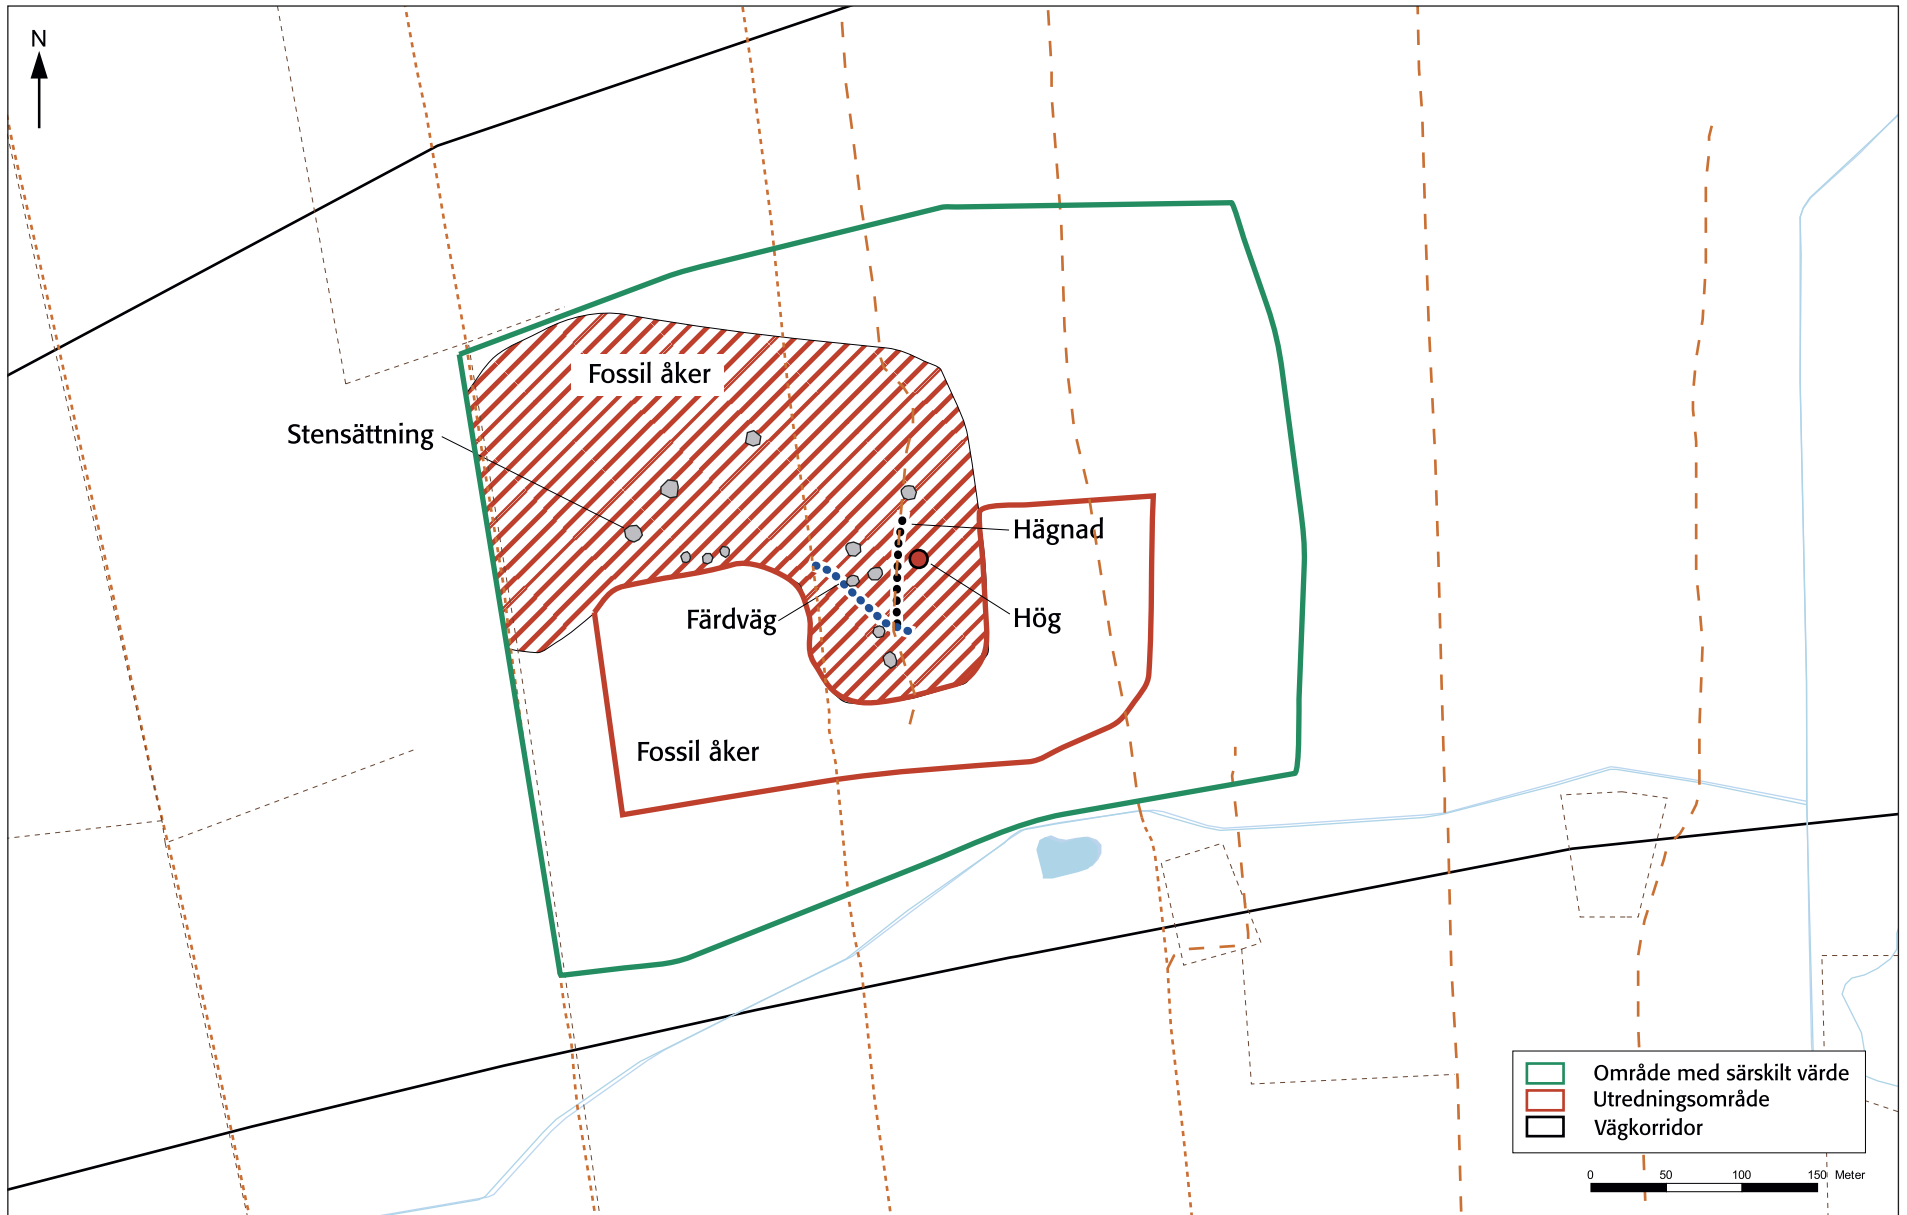 N
Fossil åker
Stensättning
Hägnad
Färdväg
Hög
Fossil åker
Område med särskilt värde
Utredningsområde
Vägkorridor
0 50 100 150 Meter